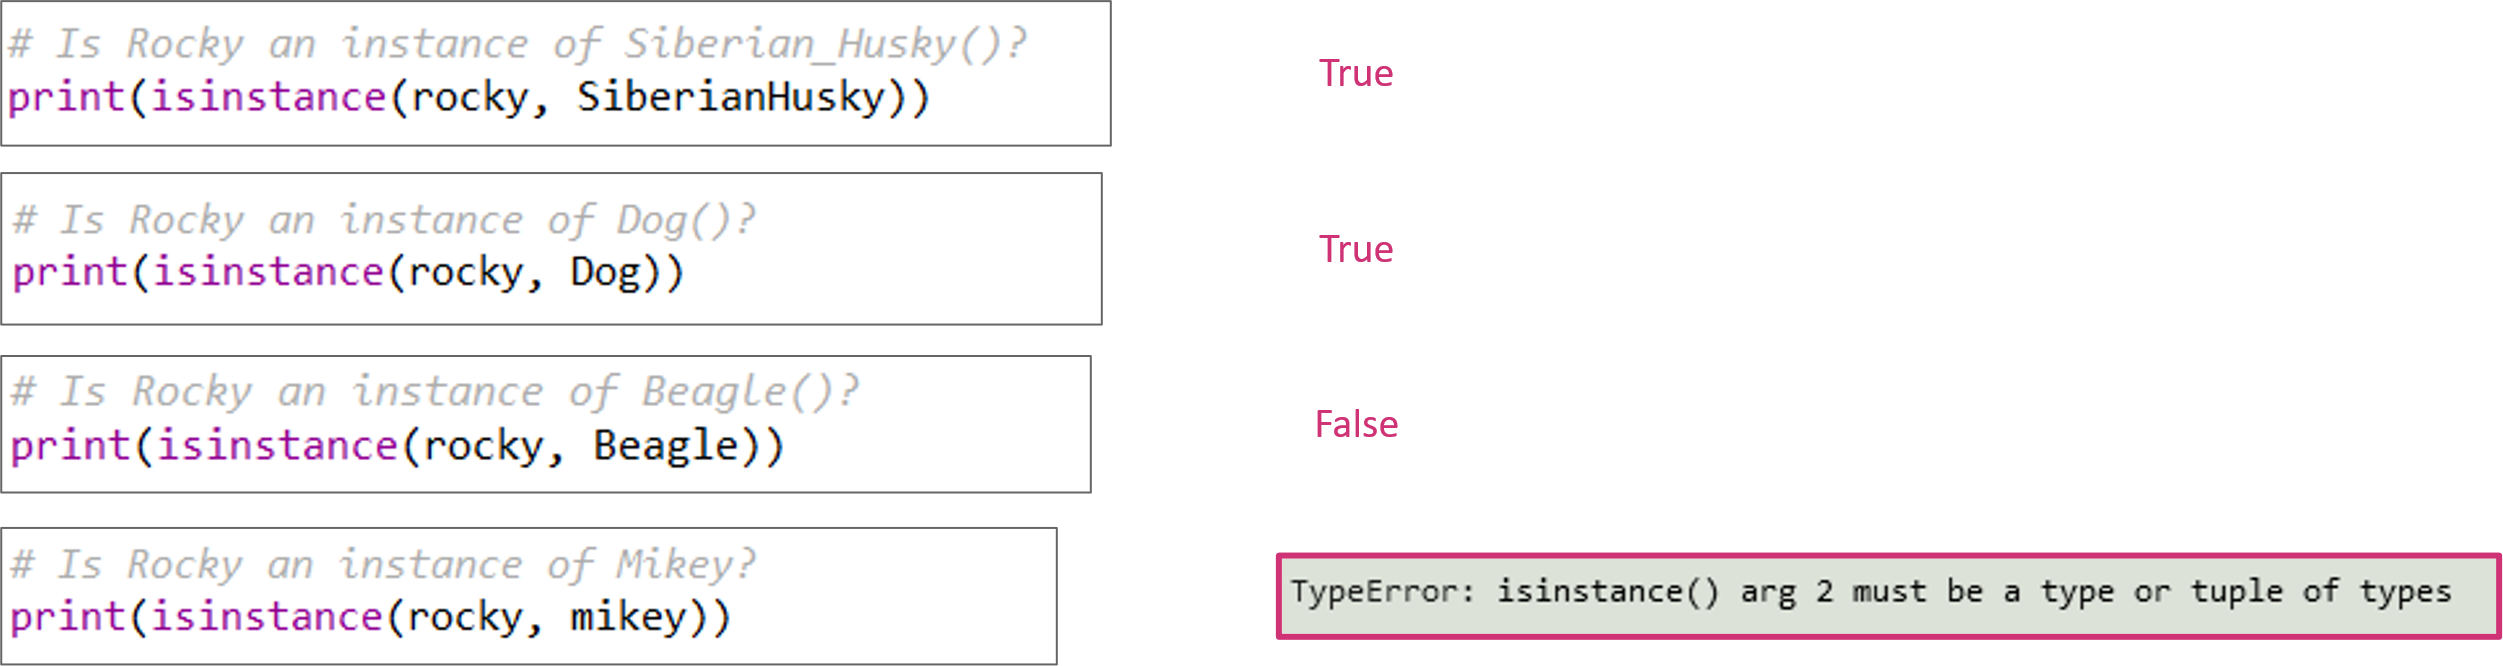 # Is Rocky an instance of Siberian_Husky()?
print(isinstance(rocky, SiberianHusky))
True
# Is Rocky an instance of Dog()?
print(isinstance(rocky, Dog))
True
# Is Rocky an instance of Beagle()?
print(isinstance(rocky, Beagle))
False
# Is Rocky an instance of Mikey?
print(isinstance(rocky, mikey))
TypeError: isinstance() arg 2 must be a type or tuple of types